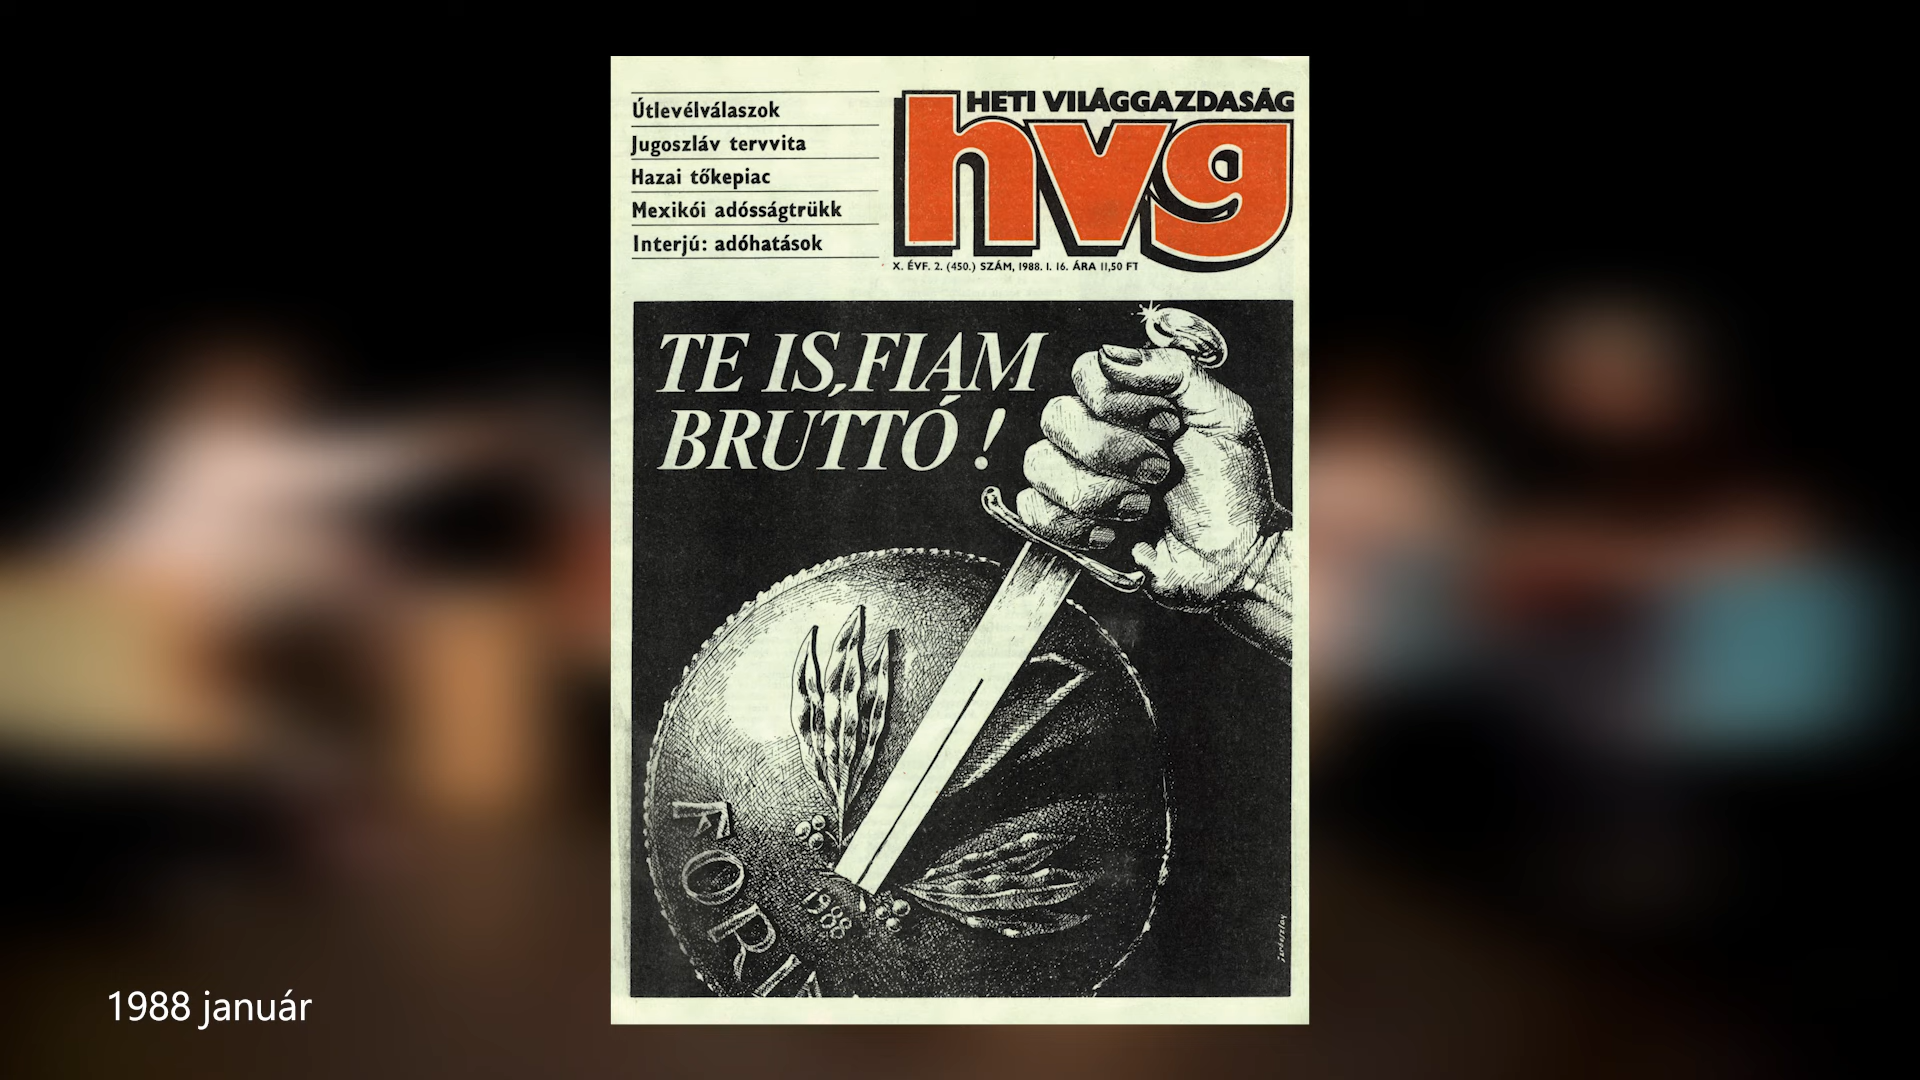 Útlevélválaszok
Jugoszláv tervvita
Hazai tőkepiac
Mexikói adósságtrükk
Interjú: adóhatások
HETI VILÁGGAZDASÁG
hvg
X. ÉVF. 2. (450.) SZÁM, 1988. I. 16. ÁRA 11,50 FT
TE IS, FIAM
BRUTTÓ !
FORI
1988
1988 január